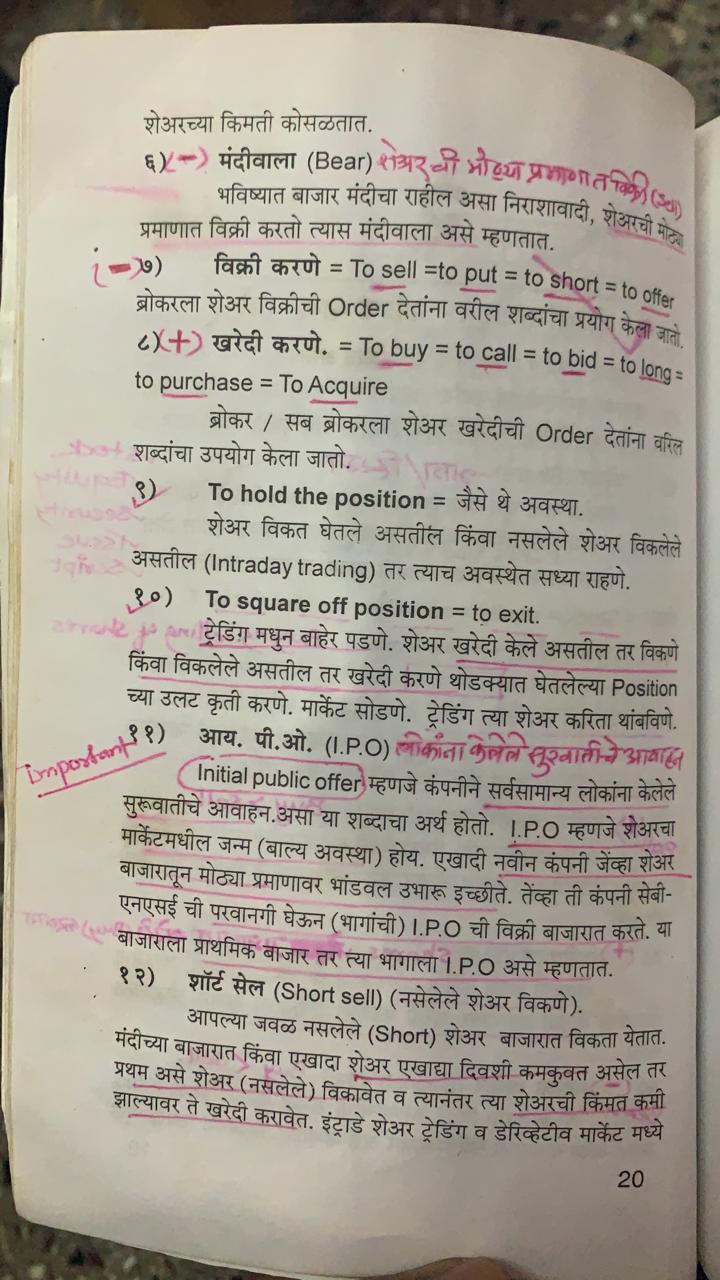 शेअरच्या किमती कोसळतात.
६) (-) मंदीवाला (Bear) शेअरची मोठ्या प्रमाणात विक्री
भविष्यात बाजार मंदीचा राहील असा निराशावादी, शेअरची मोठ्या
प्रमाणात विक्री करतो त्यास मंदीवाला असे म्हणतात.
(-) ७) विक्री करणे = To sell =to put = to short = to offer
ब्रोकरला शेअर विक्रीची Order देतांना वरील शब्दांचा प्रयोग केला जातो.
८) (+) खरेदी करणे. = To buy = to call = to bid = to long =
to purchase = To Acquire
ब्रोकर / सब ब्रोकरला शेअर खरेदीची Order देतांना वरिल
शब्दांचा उपयोग केला जातो.
९) To hold the position = जैसे थे अवस्था.
शेअर विकत घेतले असतील किंवा नसलेले शेअर विकलेले
असतील (Intraday trading) तर त्याच अवस्थेत सध्या राहणे.
१०) To square off position = to exit.
ट्रेडिंग मधुन बाहेर पडणे. शेअर खरेदी केले असतील तर विकणे
किंवा विकलेले असतील तर खरेदी करणे थोडक्यात घेतलेल्या Position
च्या उलट कृती करणे. मार्केट सोडणे. ट्रेडिंग त्या शेअर करिता थांबविणे.
११) आय. पी.ओ. (I.P.O) लोकांना केलेले सुरवातीचे आवाहन
important
Initial public offer म्हणजे कंपनीने सर्वसामान्य लोकांना केलेले
सुरूवातीचे आवाहन.असा या शब्दाचा अर्थ होतो. I.P.O म्हणजे शेअरचा
मार्केटमधील जन्म (बाल्य अवस्था) होय. एखादी नवीन कंपनी जेंव्हा शेअर
बाजारातून मोठ्या प्रमाणावर भांडवल उभारू इच्छीते. तेंव्हा ती कंपनी सेबी-
एनएसई ची परवानगी घेऊन (भागांची) I.P.O ची विक्री बाजारात करते. या
बाजाराला प्राथमिक बाजार तर त्या भागाला I.P.O असे म्हणतात.
१२) शॉर्ट सेल (Short sell) (नसेलेले शेअर विकणे).
आपल्या जवळ नसलेले (Short) शेअर बाजारात विकता येतात.
मंदीच्या बाजारात किंवा एखादा शेअर एखाद्या दिवशी कमकुवत असेल तर
प्रथम असे शेअर (नसलेले) विकावेत व त्यानंतर त्या शेअरची किंमत कमी
झाल्यावर ते खरेदी करावेत. इंट्राडे शेअर ट्रेडिंग व डेरिव्हेटीव मार्केट मध्ये
20